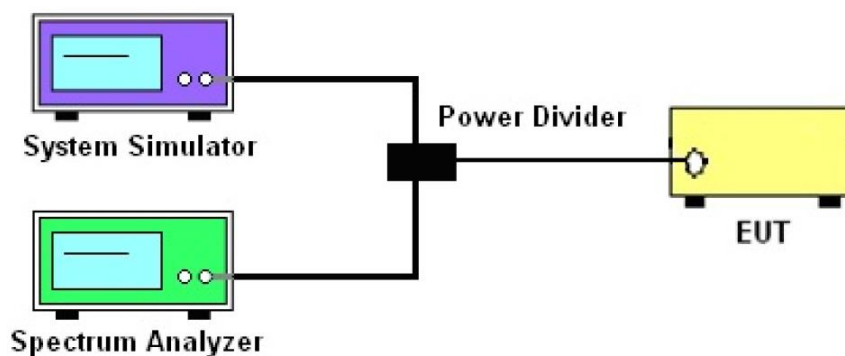 System Simulator
Power Divider
EUT
Spectrum Analyzer